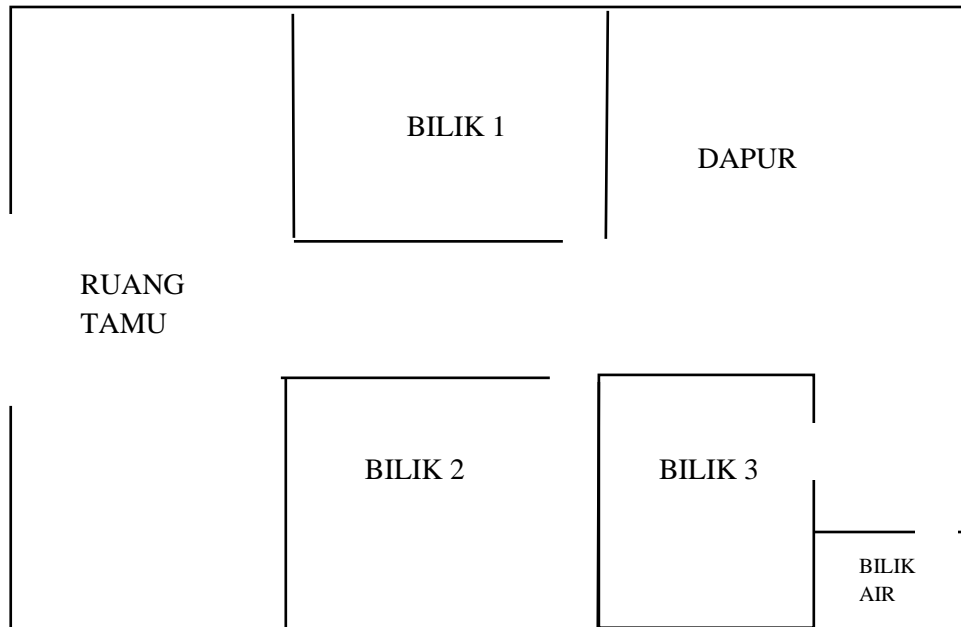 BILIK 1
DAPUR
RUANG
TAMU
BILIK 2
BILIK 3
BILIK
AIR